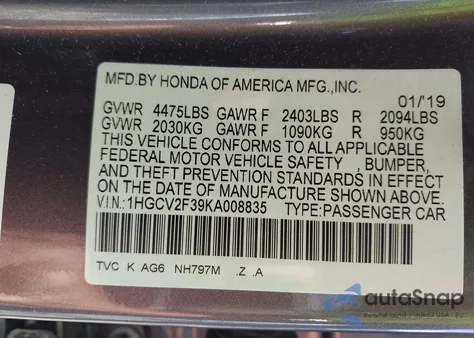 MFD.BY HONDA OF AMERICA MFG.,INC.
01/'19
GVWR 4475LBS GAWR F 2403LBS R 2094LBS
GVWR 2030KG GAWR F 1090KG R 950KG
THIS VEHICLE CONFORMS TO ALL APPLICABLE
FEDERAL MOTOR VEHICLE SAFETY , BUMPER,
AND THEFT PREVENTION STANDARDS IN EFFECT
ON THE DATE OF MANUFACTURE SHOWN ABOVE.
V.I.N.:1HGCV2F39KA008835 TYPE:PASSENGER CAR
TVC K AG6 NH797M .Z .A
autoSnap